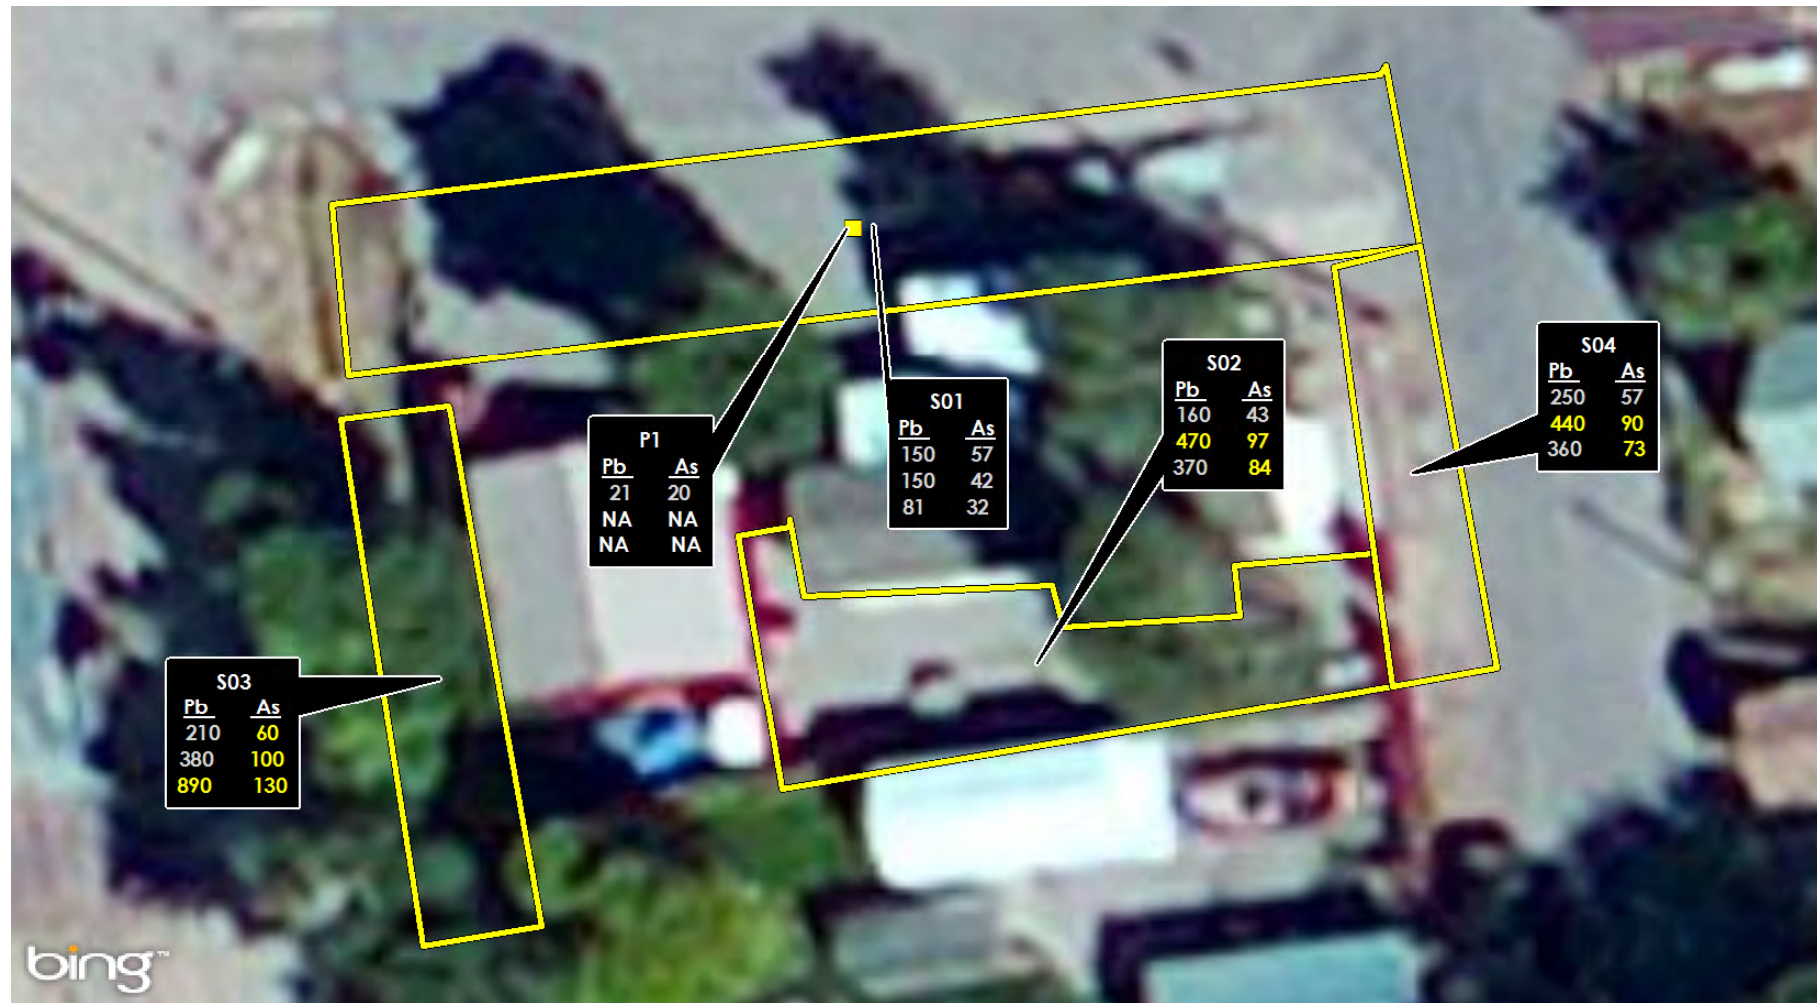 S04
Pb As
250 57
440 90
360 73
S02
Pb As
160 43
470 97
370 84
S01
Pb As
150 57
150 42
81 32
P1
Pb As
21 20
NA NA
NA NA
S03
Pb As
210 60
380 100
890 130
bing™